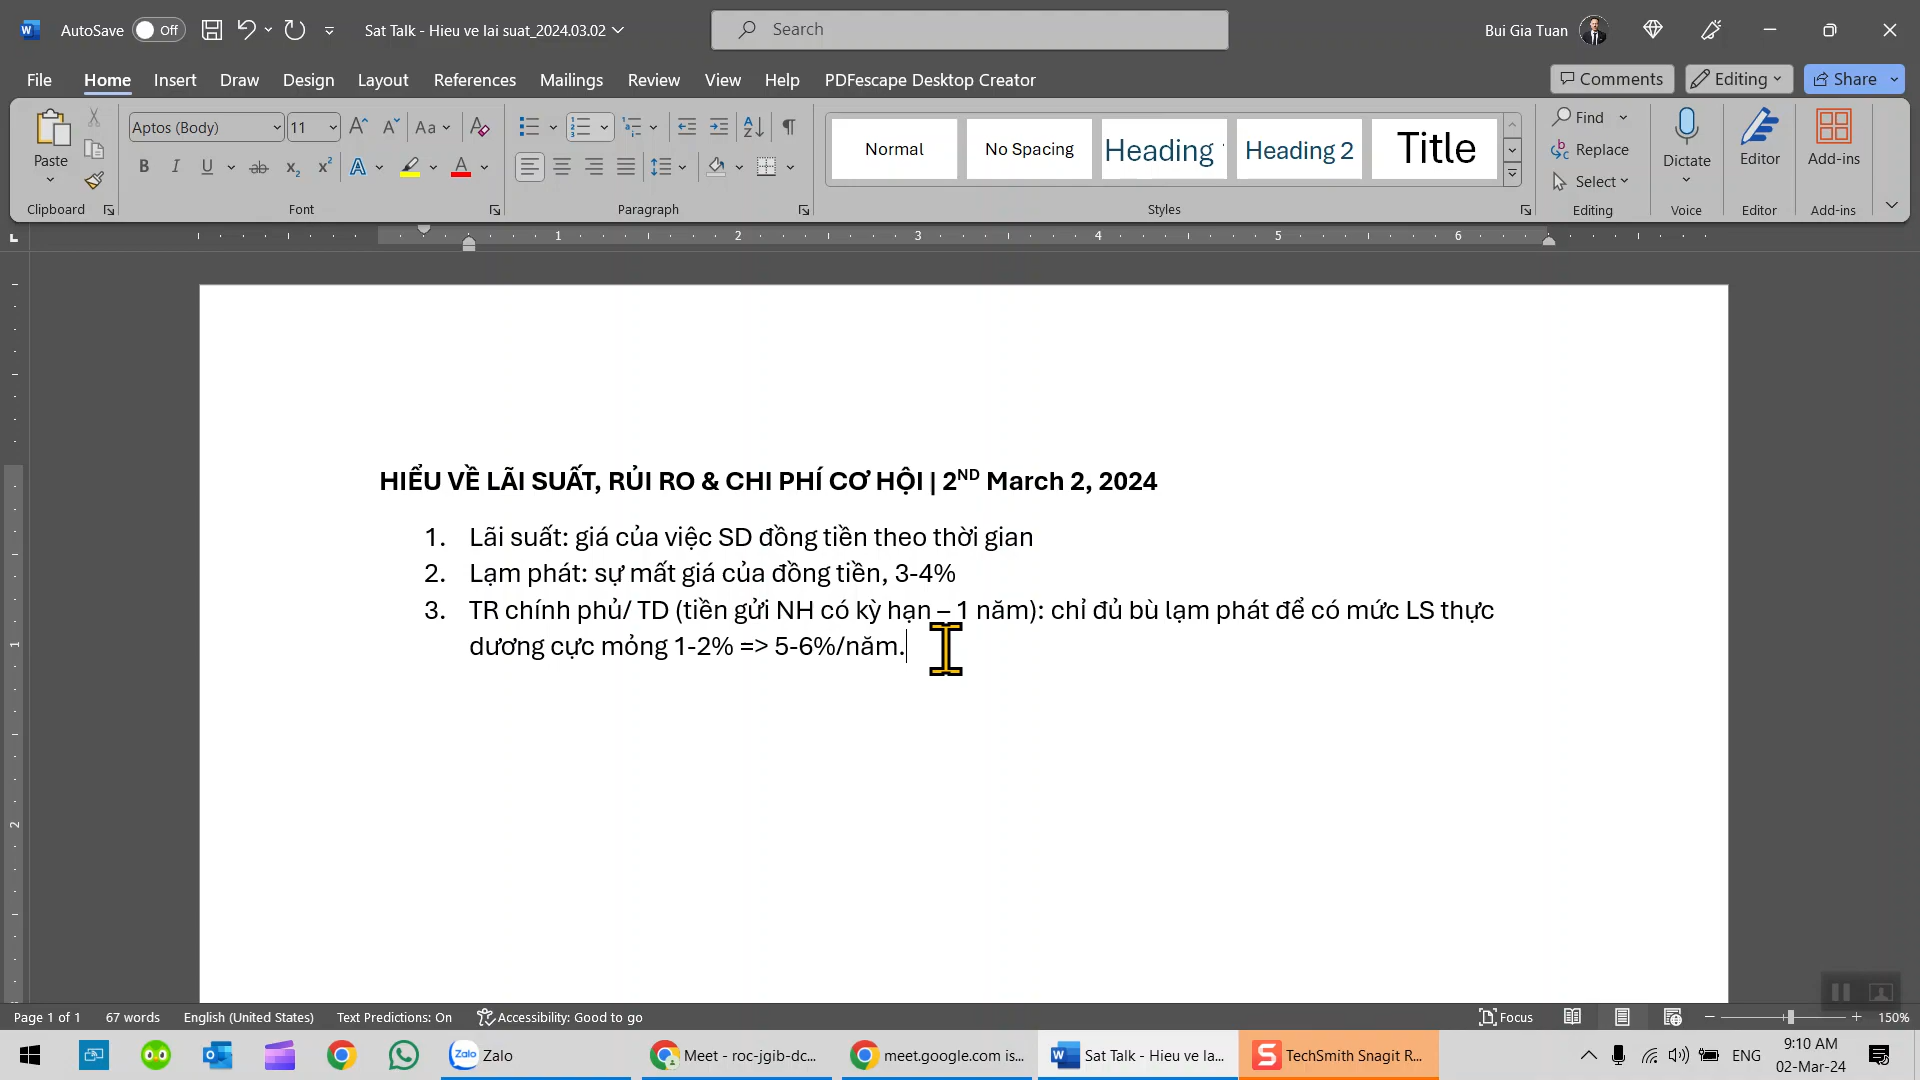 AutoSave Off Sat Talk - Hieu ve lai suat_2024.03.02 Search Bui Gia Tuan
File Home Insert Draw Design Layout References Mailings Review View Help PDFescape Desktop Creator Comments Editing Share
Paste Aptos (Body) 11 Normal No Spacing Heading Heading 2 Title Find Replace Select Dictate Editor Add-ins
Clipboard Font Paragraph Styles Editing Voice Editor Add-ins
1 2 3 4 5 6
HIỂU VỀ LÃI SUẤT, RỦI RO & CHI PHÍ CƠ HỘI | 2ND March 2, 2024
1. Lãi suất: giá của việc SD đồng tiền theo thời gian
2. Lạm phát: sự mất giá của đồng tiền, 3-4%
3. TR chính phủ/ TD (tiền gửi NH có kỳ hạn – 1 năm): chỉ đủ bù lạm phát để có mức LS thực
dương cực mỏng 1-2% => 5-6%/năm.
1
2
Page 1 of 1 67 words English (United States) Text Predictions: On Accessibility: Good to go Focus 150%
Zalo Meet - roc-jgib-dc... meet.google.com is... Sat Talk - Hieu ve la... TechSmith Snagit R... ENG 9:10 AM
02-Mar-24